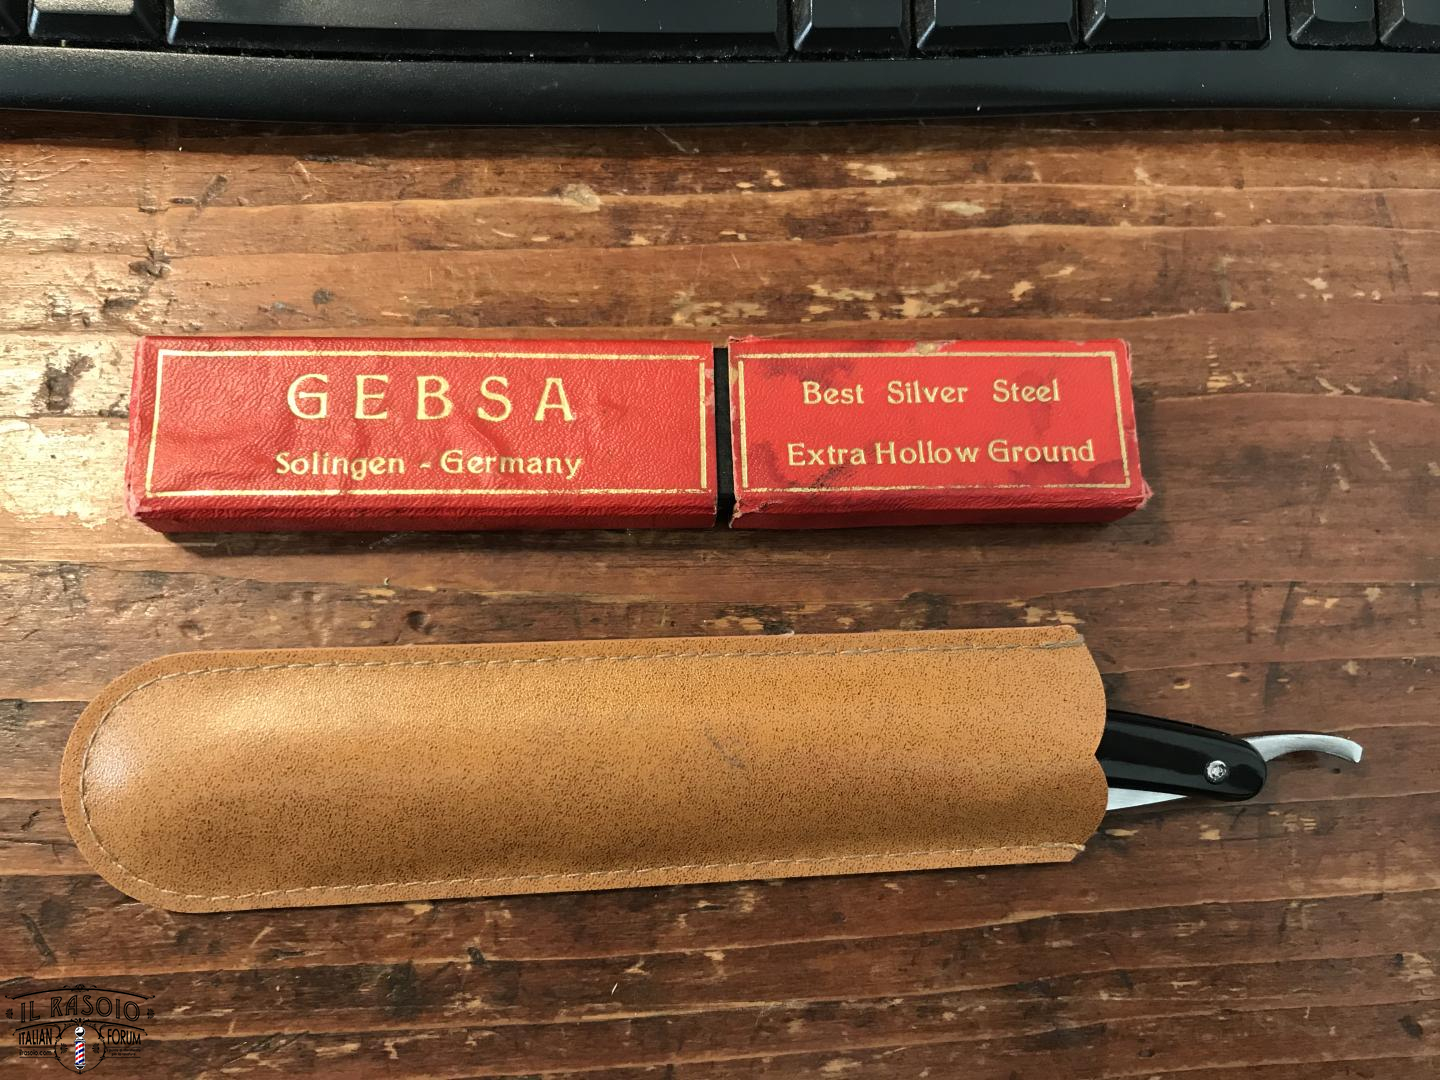 GEBSA
Solingen - Germany
Best Silver Steel
Extra Hollow Ground
IL RASOIO
ITALIAN FORUM